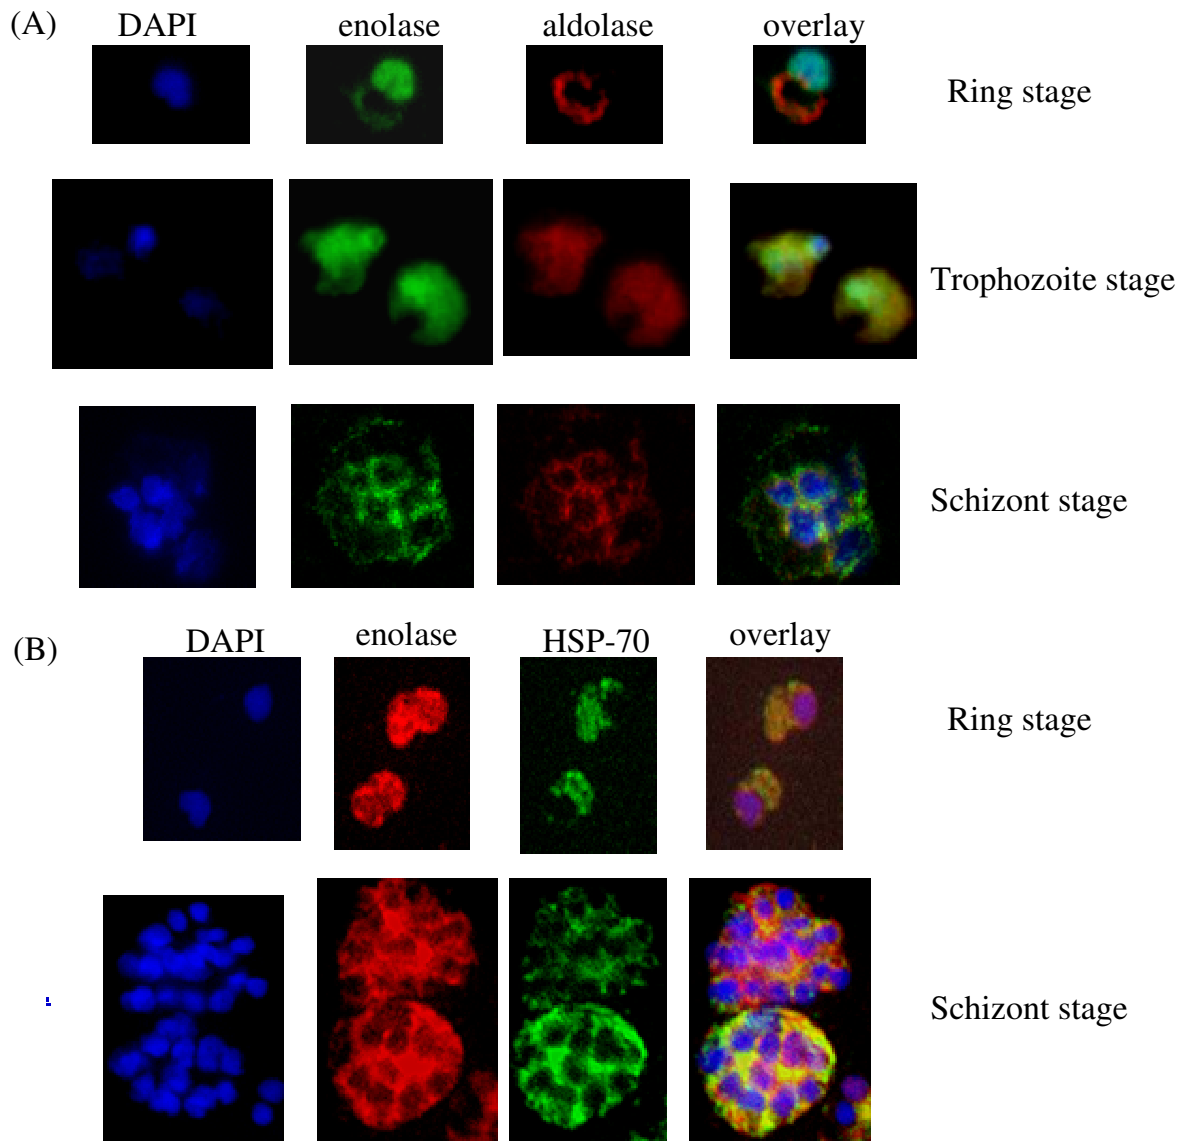 (A) DAPI enolase aldolase overlay
Ring stage
Trophozoite stage
Schizont stage
(B) DAPI enolase HSP-70 overlay
Ring stage
Schizont stage